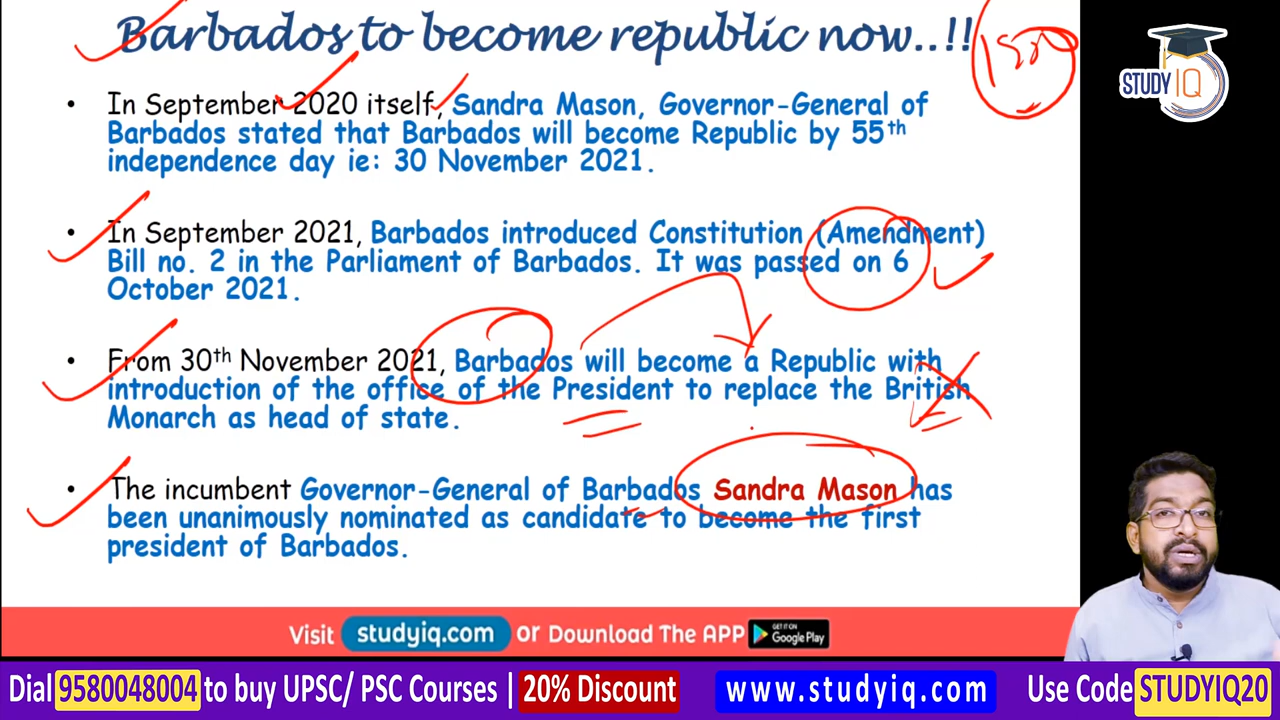 Barbados to become republic now..!!
STUDY IQ
• In September 2020 itself, Sandra Mason, Governor-General of
Barbados stated that Barbados will become Republic by 55th
independence day ie: 30 November 2021.
• In September 2021, Barbados introduced Constitution (Amendment)
Bill no. 2 in the Parliament of Barbados. It was passed on 6
October 2021.
• From 30th November 2021, Barbados will become a Republic with
introduction of the office of the President to replace the British
Monarch as head of state.
• The incumbent Governor-General of Barbados Sandra Mason has
been unanimously nominated as candidate to become the first
president of Barbados.
Visit studyiq.com or Download The APP GET IT ON Google Play
Dial 9580048004 to buy UPSC/ PSC Courses | 20% Discount www.studyiq.com Use Code STUDYIQ20